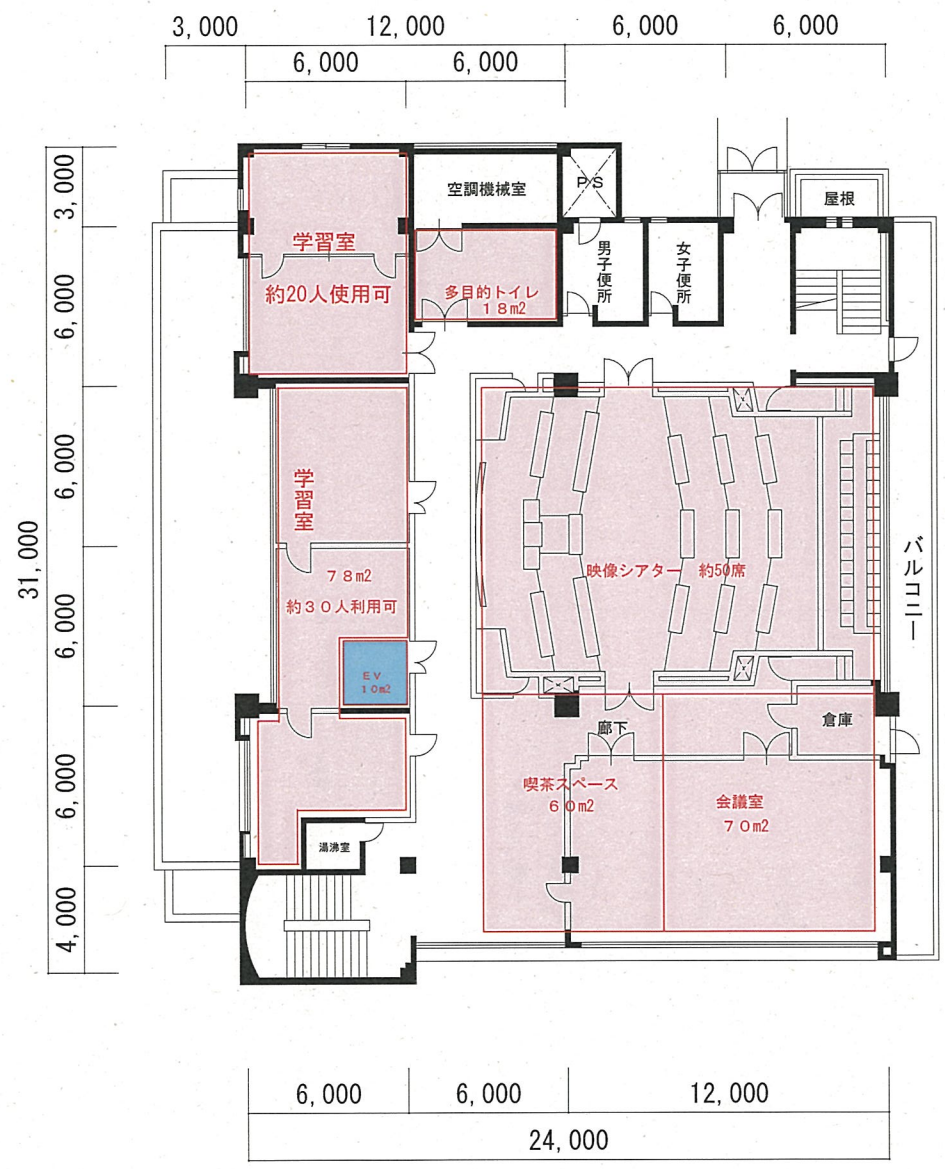 3,000
12,000
6,000
6,000
6,000
6,000
3,000
6,000
6,000
6,000
6,000
4,000
31,000
空調機械室
PS
屋根
学習室
約20人使用可
多目的トイレ
18m2
男子便所
女子便所
学習室
78m2
約30人利用可
EV
10m2
映像シアター 約50席
バルコニー
廊下
倉庫
喫茶スペース
60m2
会議室
70m2
湯沸室
6,000
6,000
12,000
24,000